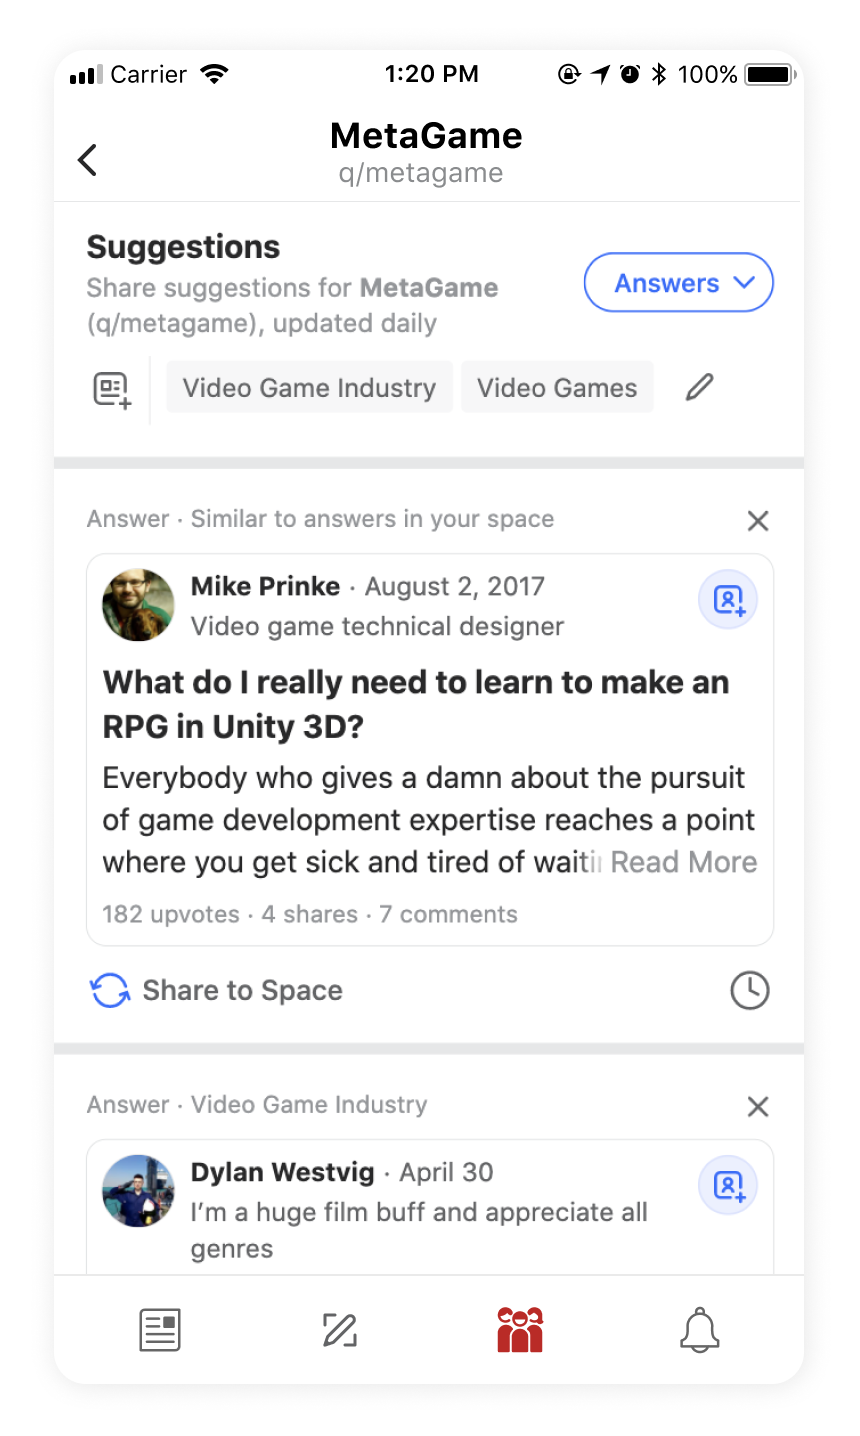 Carrier 1:20 PM 100%
MetaGame
q/metagame
Suggestions
Share suggestions for MetaGame
(q/metagame), updated daily
Answers
Video Game Industry Video Games
Answer · Similar to answers in your space
Mike Prinke · August 2, 2017
Video game technical designer
What do I really need to learn to make an
RPG in Unity 3D?
Everybody who gives a damn about the pursuit
of game development expertise reaches a point
where you get sick and tired of waiti Read More
182 upvotes · 4 shares · 7 comments
Share to Space
Answer · Video Game Industry
Dylan Westvig · April 30
I’m a huge film buff and appreciate all
genres